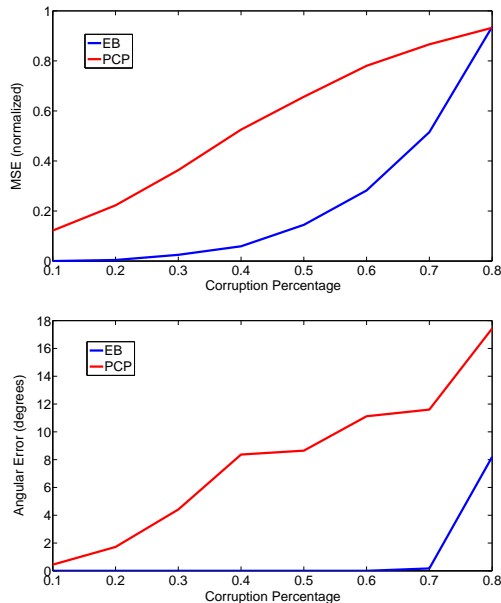 1
0.8
0.6
0.4
0.2
0
MSE (normalized)
EB
PCP
0.1 0.2 0.3 0.4 0.5 0.6 0.7 0.8
Corruption Percentage
18
16
14
12
10
8
6
4
2
0
Angular Error (degrees)
EB
PCP
0.1 0.2 0.3 0.4 0.5 0.6 0.7 0.8
Corruption Percentage